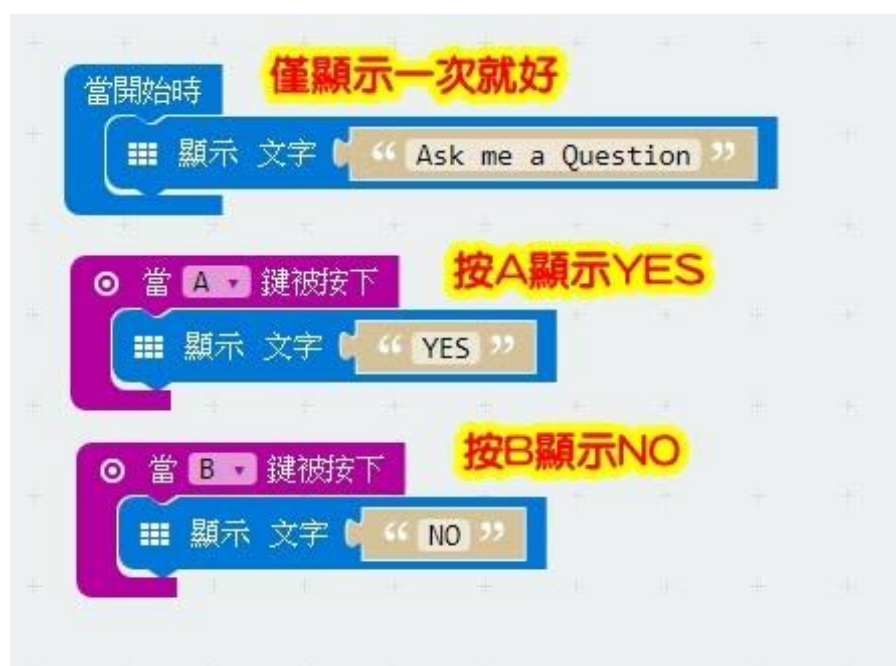 僅顯示一次就好
當開始時
顯示 文字 “ Ask me a Question ”
按A顯示YES
當 A 鍵被按下
顯示 文字 “ YES ”
按B顯示NO
當 B 鍵被按下
顯示 文字 “ NO ”